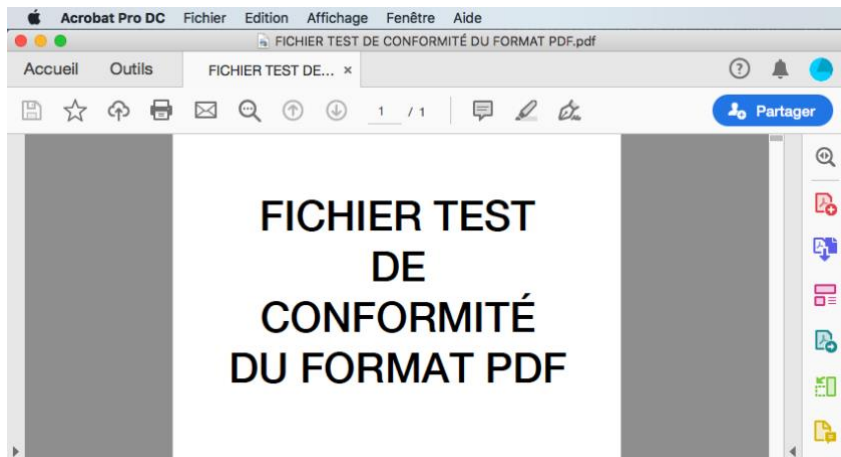 Acrobat Pro DC Fichier Edition Affichage Fenêtre Aide
FICHIER TEST DE CONFORMITÉ DU FORMAT PDF.pdf
Accueil Outils FICHIER TEST DE... ×
1 / 1 Partager
FICHIER TEST
DE
CONFORMITÉ
DU FORMAT PDF